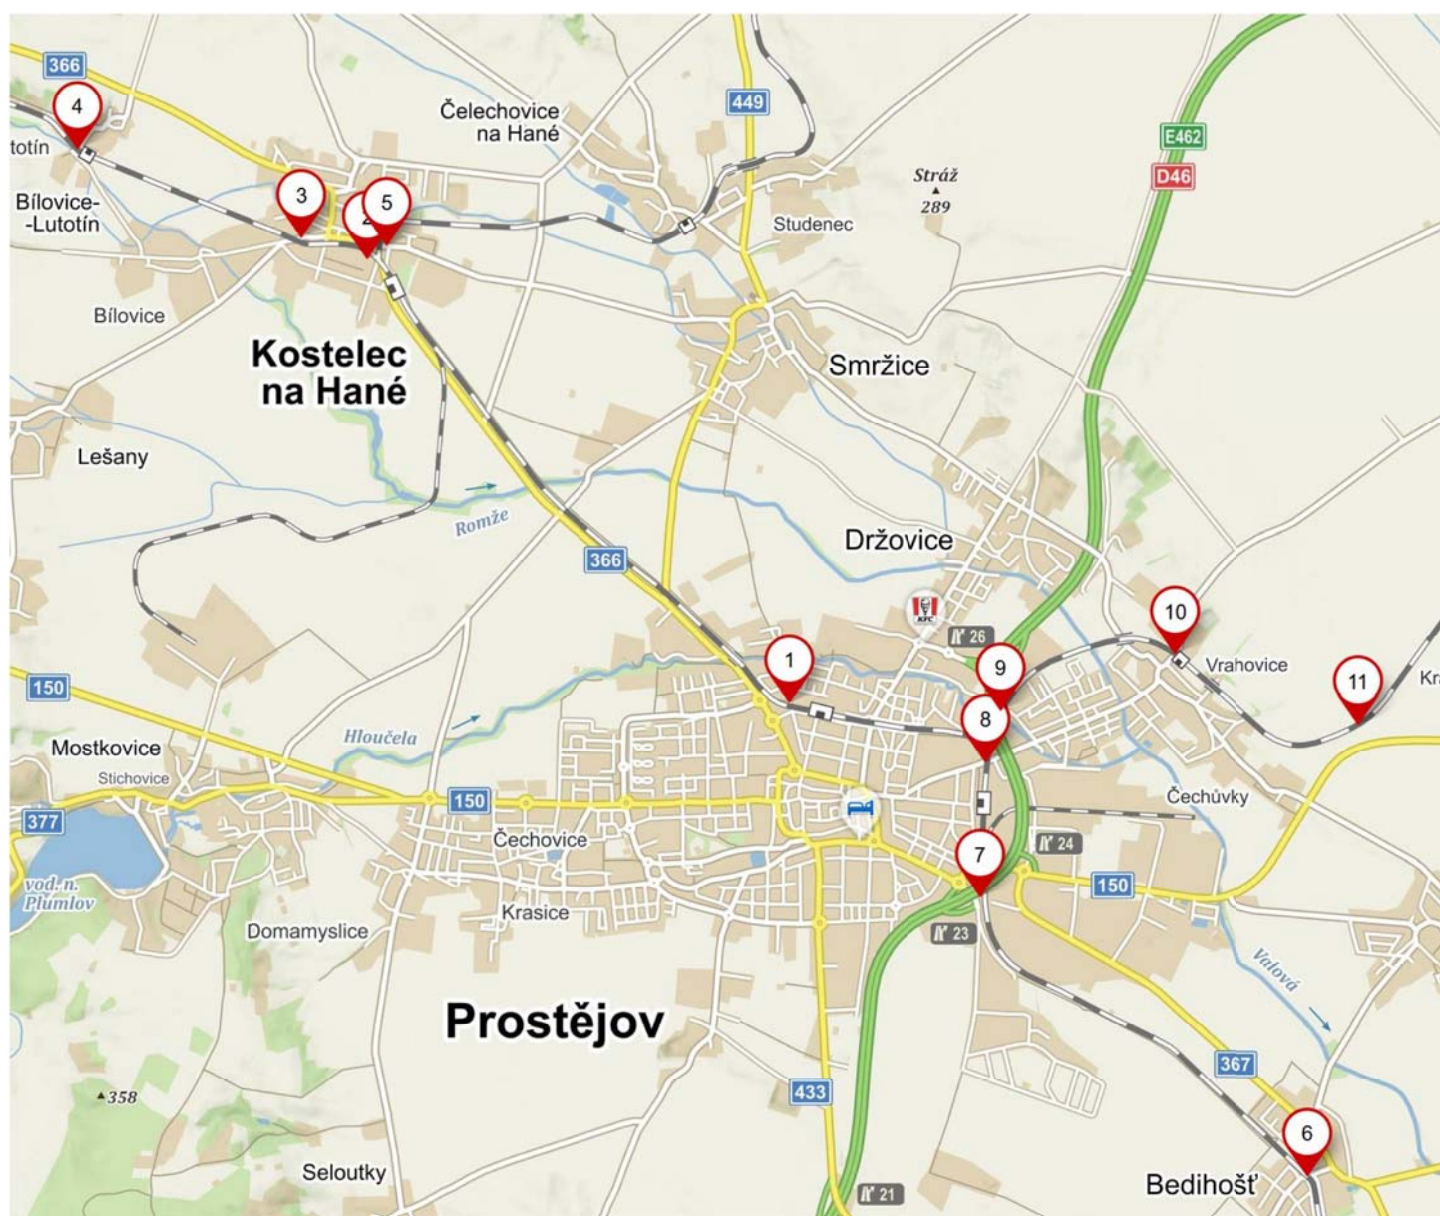 366
4
Čelechovice
na Hané
449
E462
D46
totín
Stráž
289
3
2
5
Bílovice-
-Lutotín
Studenec
Bílovice
Kostelec
na Hané
Smržice
Lešany
Romže
Držovice
366
KFC
26
10
1
9
Vrahovice
11
Kr
150
8
Hloučela
Mostkovice
Stichovice
377
150
Čechovice
Čechůvky
7
24
150
vod. n.
Plumlov
Krasice
Domamyslice
23
Valová
Prostějov
367
358
433
6
Seloutky
Bedihošť
21